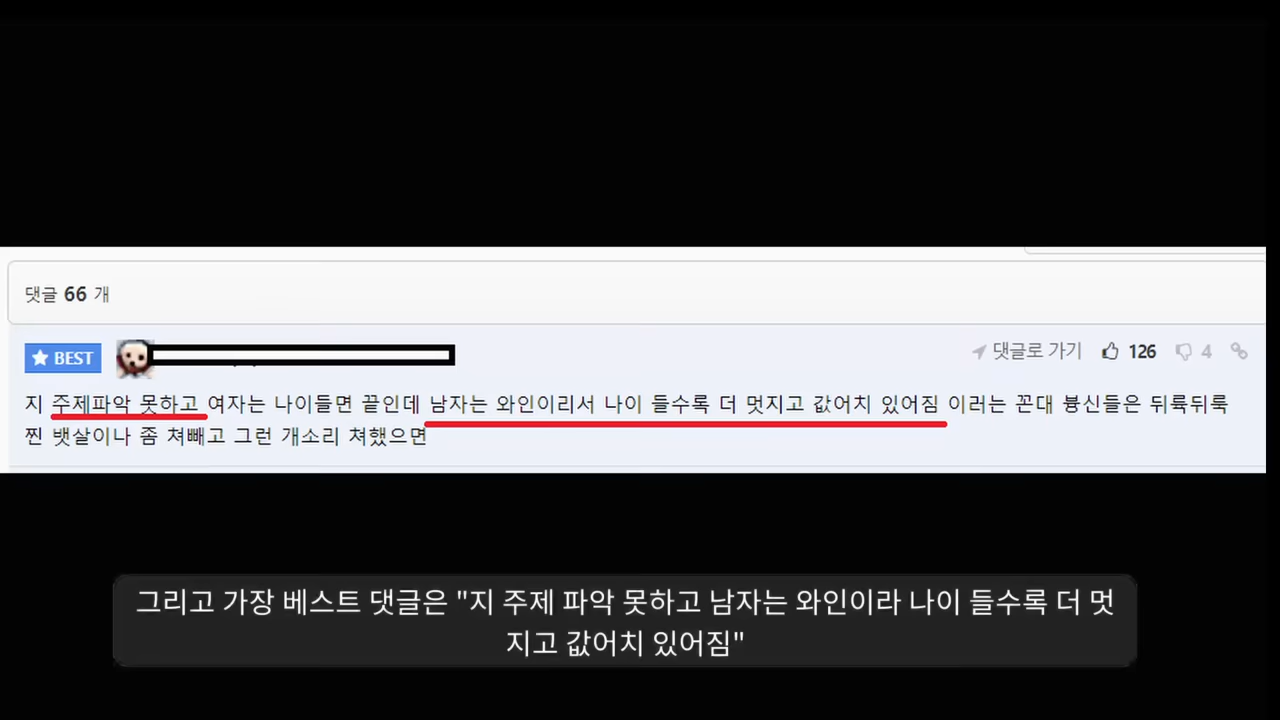 댓글 66 개
BEST
댓글로 가기 126 4
지 주제파악 못하고 여자는 나이들면 끝인데 남자는 와인이리서 나이 들수록 더 멋지고 값어치 있어짐 이러는 꼰대 븅신들은 뒤룩뒤룩
찐 뱃살이나 좀 쳐빼고 그런 개소리 쳐했으면
그리고 가장 베스트 댓글은 "지 주제 파악 못하고 남자는 와인이라 나이 들수록 더 멋
지고 값어치 있어짐"